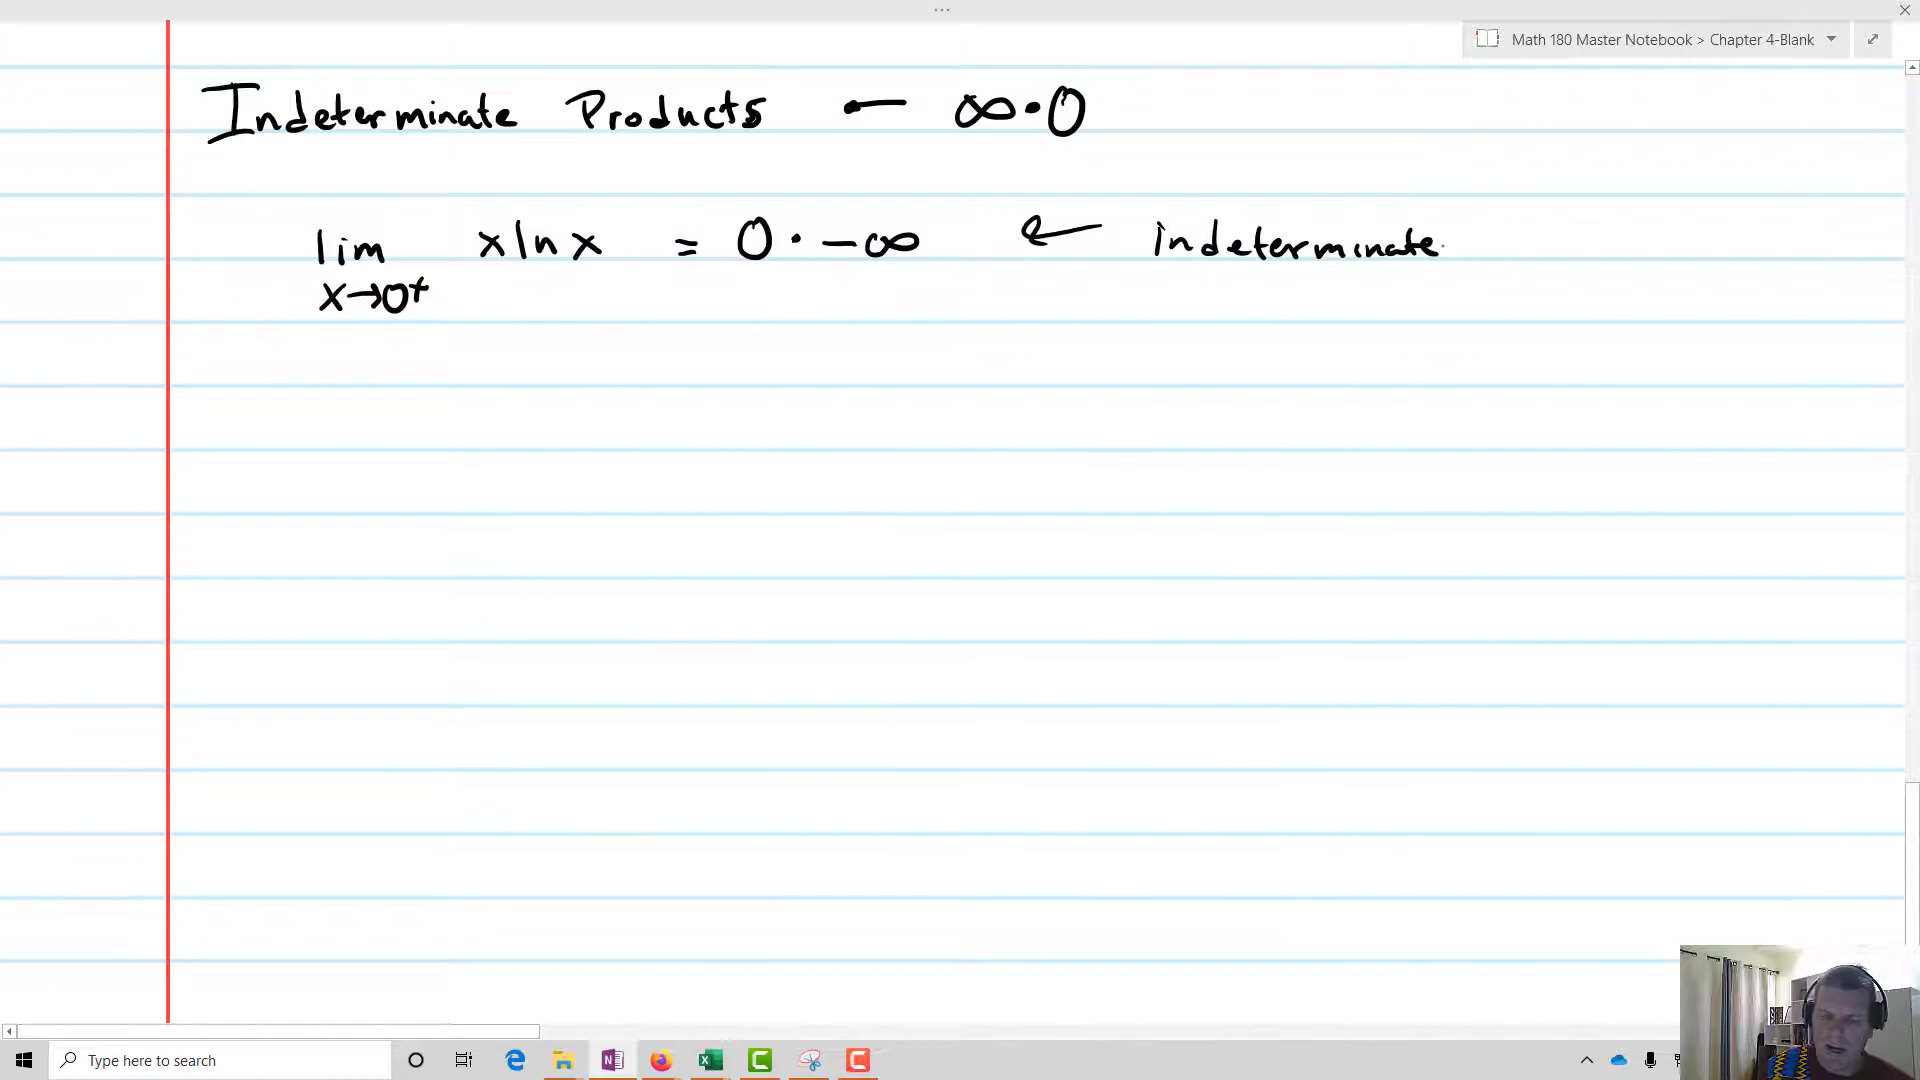 ...
Math 180 Master Notebook > Chapter 4-Blank
Indeterminate Products — ∞·0
lim x ln x = 0 · -∞ ← indeterminate
x→0+
Type here to search